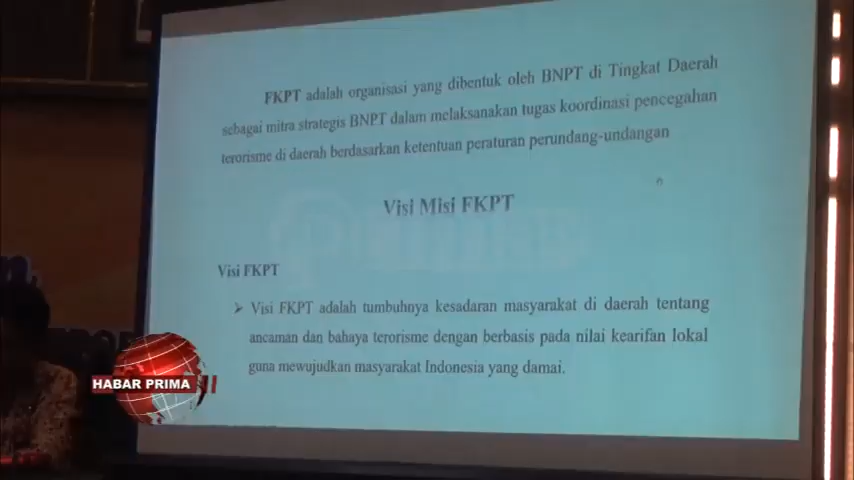 FKPT adalah organisasi yang dibentuk oleh BNPT di Tingkat Daerah
sebagai mitra strategis BNPT dalam melaksanakan tugas koordinasi pencegahan
terorisme di daerah berdasarkan ketentuan peraturan perundang-undangan
Visi Misi FKPT
Visi FKPT
➢ Visi FKPT adalah tumbuhnya kesadaran masyarakat di daerah tentang
ancaman dan bahaya terorisme dengan berbasis pada nilai kearifan lokal
guna mewujudkan masyarakat Indonesia yang damai.
HABAR PRIMA